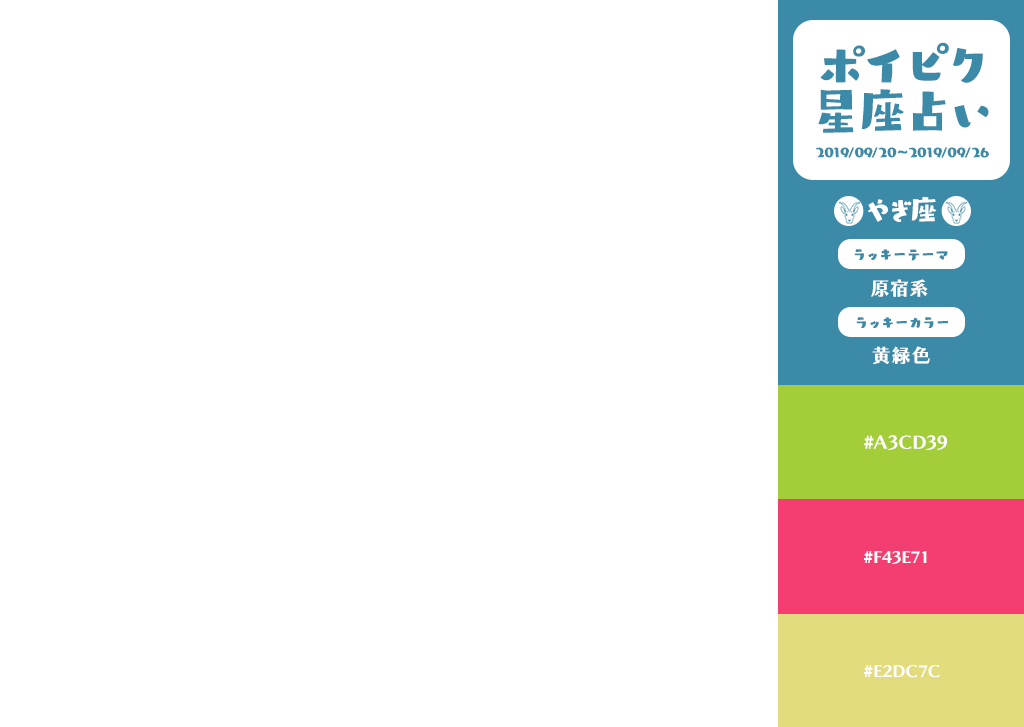 ポイピク
星座占い
2019/09/20~2019/09/26
やぎ座
ラッキーテーマ
原宿系
ラッキーカラー
黄緑色
#A3CD39
#F43E71
#E2DC7C